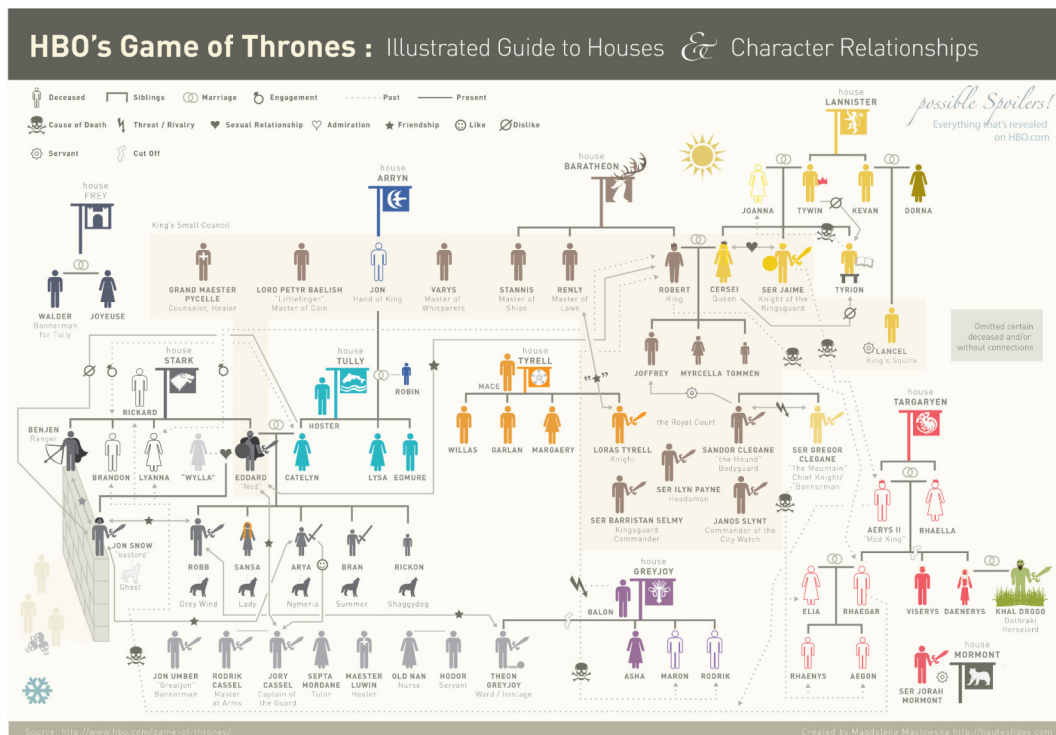 HBO's Game of Thrones : Illustrated Guide to Houses & Character Relationships
Deceased Siblings Marriage Engagement Past Present
Cause of Death Threat / Rivalry Sexual Relationship Admiration Friendship Like Dislike
Servant Cut Off
possible Spoilers!
Everything that's revealed
on HBO.com
house
LANNISTER
JOANNA
TYWIN
KEVAN
DORNA
house
BARATHEON
house
ARRYN
house
FREY
WALDER
Bannerman
for Tully
JOYEUSE
King's Small Council
GRAND MAESTER
PYCELLE
Counselor, Healer
LORD PETYR BAELISH
"Littlefinger"
Master of Coin
JON
Hand of King
VARYS
Master of
Whisperers
STANNIS
Master of
Ships
RENLY
Master of
Laws
ROBERT
King
CERSEI
Queen
SER JAIME
Knight of the
Kingsguard
TYRION
LANCEL
King's Squire
Omitted certain
deceased and/or
without connections
house
STARK
RICKARD
house
TULLY
HOSTER
ROBIN
house
TYRELL
MACE
"★"
JOFFREY
MYRCELLA
TOMMEN
BENJEN
Ranger
BRANDON
LYANNA
"WYLLA"
EDDARD
"Ned"
CATELYN
LYSA
EDMURE
WILLAS
GARLAN
MARGAERY
LORAS TYRELL
Knight
the Royal Court
SANDOR CLEGANE
"the Hound"
Bodyguard
SER GREGOR
CLEGANE
"The Mountain"
Chief Knight/
Bannerman
SER ILYN PAYNE
Headsman
SER BARRISTAN SELMY
Kingsguard
Commander
JANOS SLYNT
Commander of the
City Watch
house
TARGARYEN
AERYS II
"Mad King"
RHAELLA
JON SNOW
"bastard"
Ghost
ROBB
Grey Wind
SANSA
Lady
ARYA
Nymeria
BRAN
Summer
RICKON
Shaggydog
house
GREYJOY
BALON
ELIA
RHAEGAR
VISERYS
DAENERYS
KHAL DROGO
Dothraki
Horselord
JON UMBER
"Greatjon"
Bannerman
RODRIK
CASSEL
Master
at Arms
JORY
CASSEL
Captain of
the Guard
SEPTA
MORDANE
Tutor
MAESTER
LUWIN
Healer
OLD NAN
Nurse
HODOR
Servant
THEON
GREYJOY
Ward / hostage
ASHA
MARON
RODRIK
RHAENYS
AEGON
SER JORAH
MORMONT
house
MORMONT
Source: http://www.hbo.com/game-of-thrones/
Created by Magdalena Maslowska http://hauteslides.com